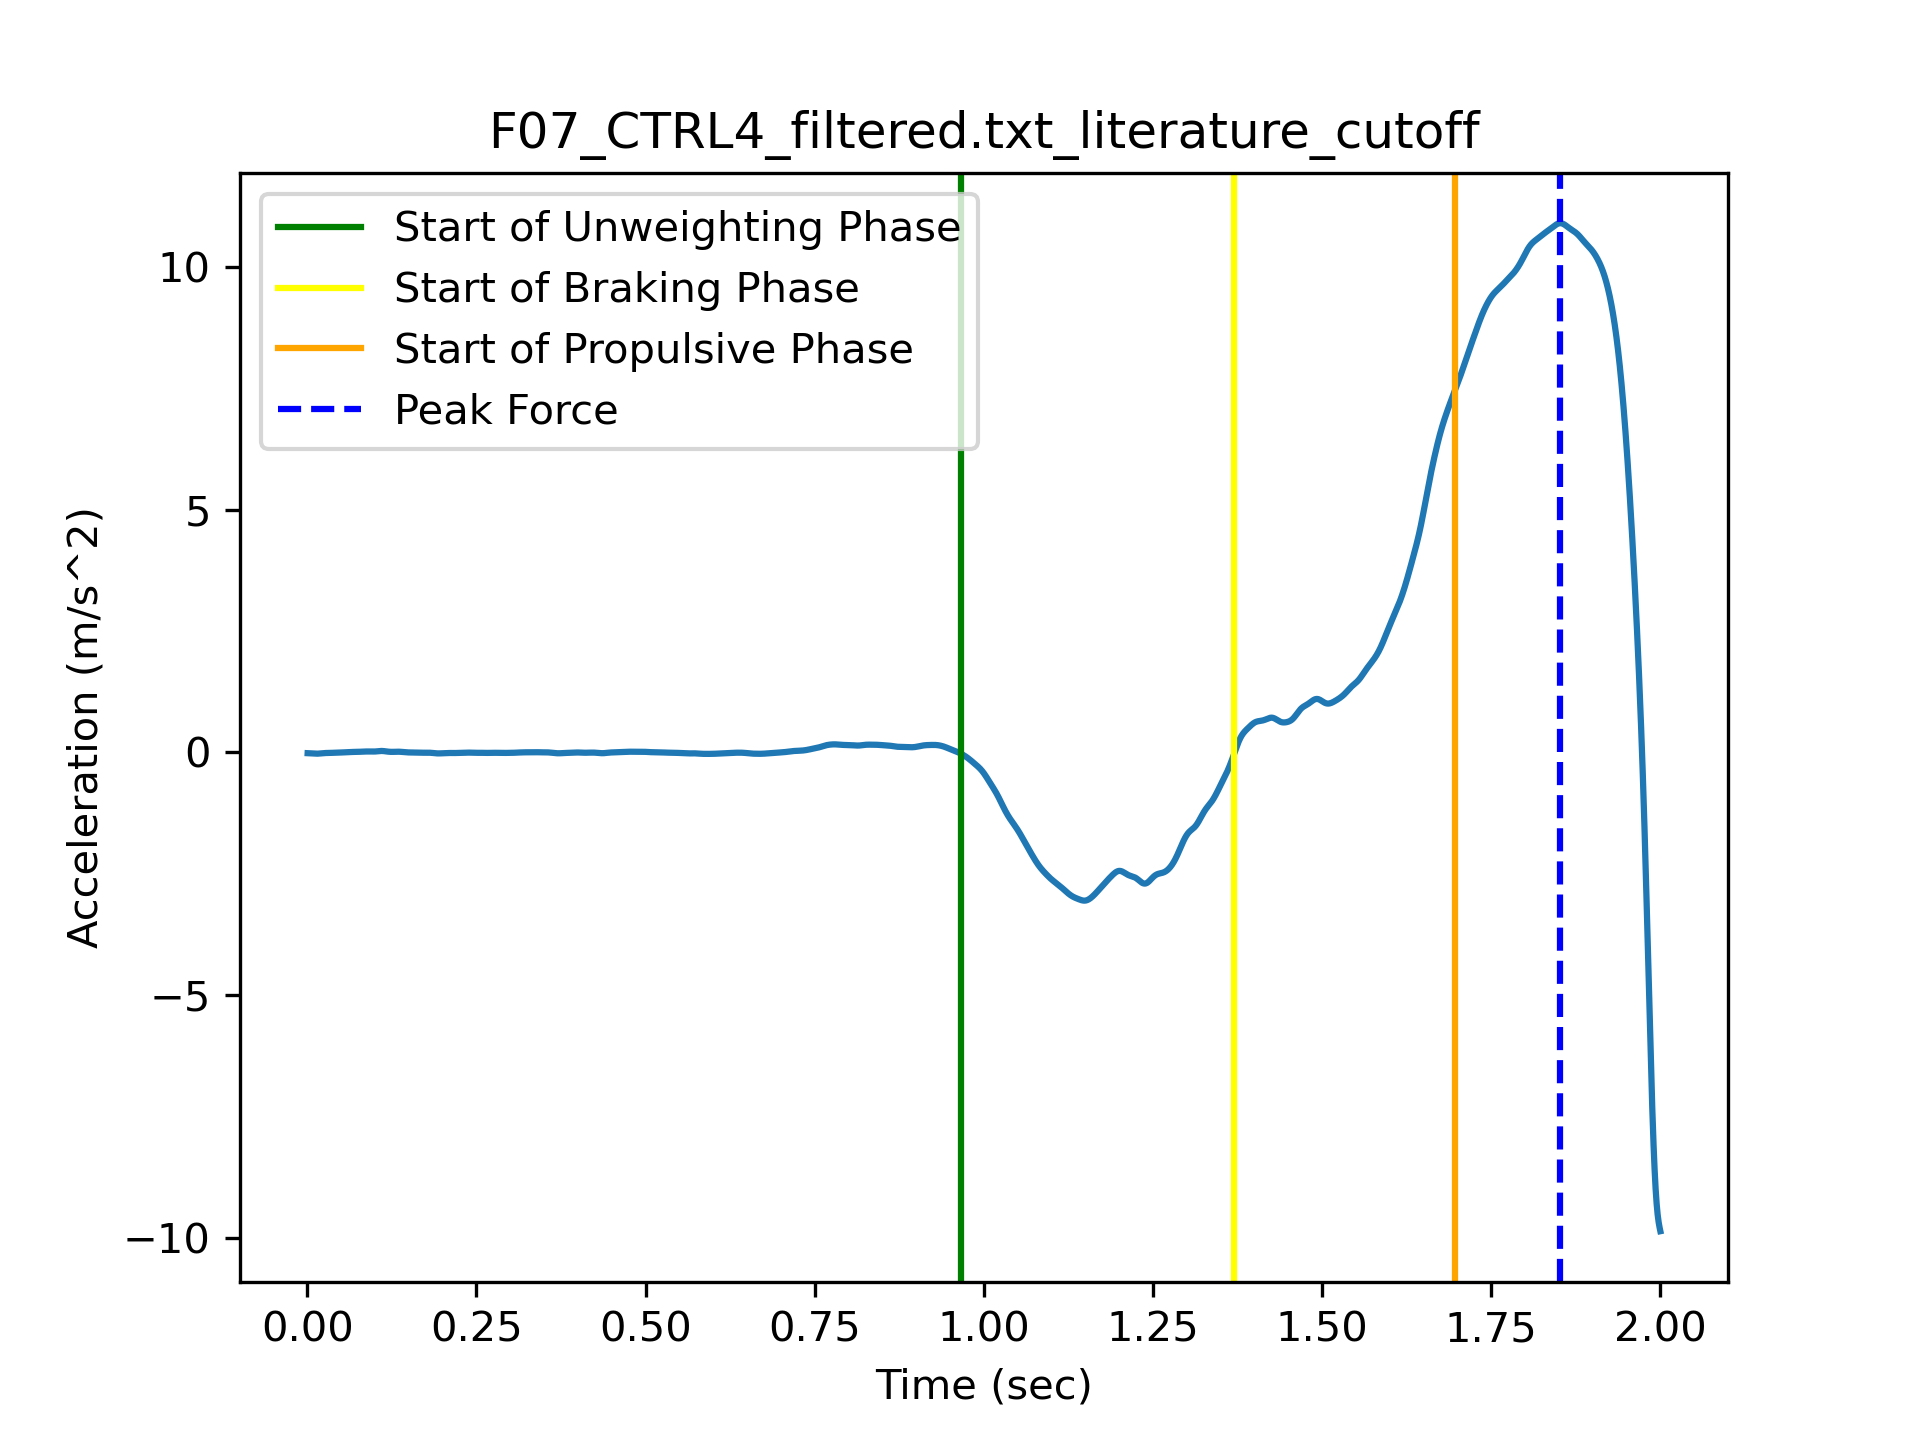 F07_CTRL4_filtered.txt_literature_cutoff
Start of Unweighting Phase
Start of Braking Phase
Start of Propulsive Phase
Peak Force
Acceleration (m/s^2)
10
5
0
−5
−10
0.00 0.25 0.50 0.75 1.00 1.25 1.50 1.75 2.00
Time (sec)